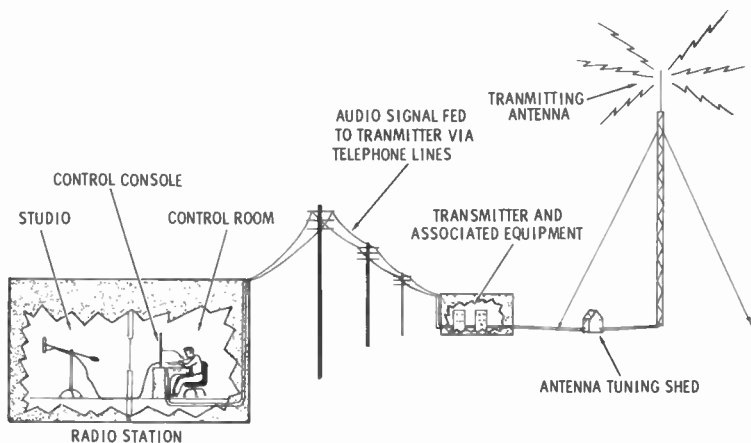 TRANMITTING
ANTENNA
AUDIO SIGNAL FED
TO TRANMITTER VIA
TELEPHONE LINES
CONTROL CONSOLE
STUDIO
CONTROL ROOM
TRANSMITTER AND
ASSOCIATED EQUIPMENT
ANTENNA TUNING SHED
RADIO STATION